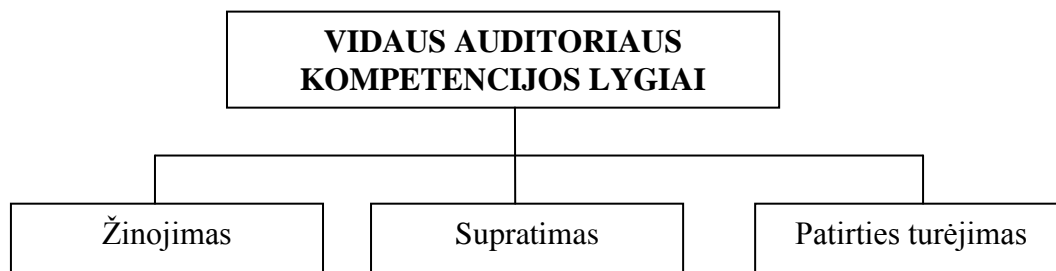 VIDAUS AUDITORIAUS
KOMPETENCIJOS LYGIAI
Žinojimas
Supratimas
Patirties turėjimas